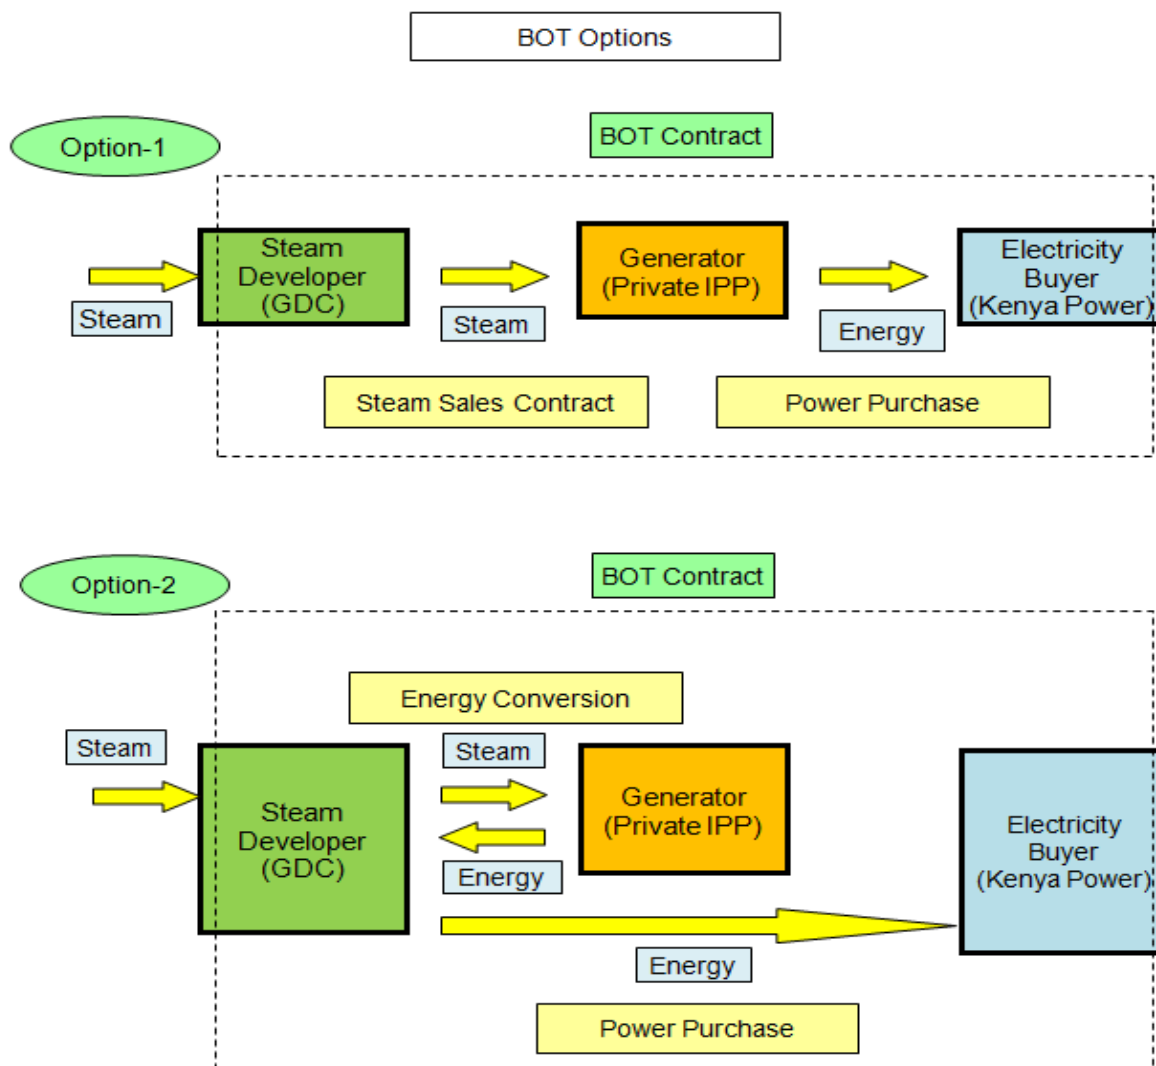 BOT Options
Option-1
BOT Contract
Steam
Developer
(GDC)
Generator
(Private IPP)
Electricity
Buyer
(Kenya Power)
Steam
Steam
Energy
Steam Sales Contract
Power Purchase
Option-2
BOT Contract
Energy Conversion
Steam
Steam
Steam
Developer
(GDC)
Generator
(Private IPP)
Electricity
Buyer
(Kenya Power)
Energy
Energy
Power Purchase